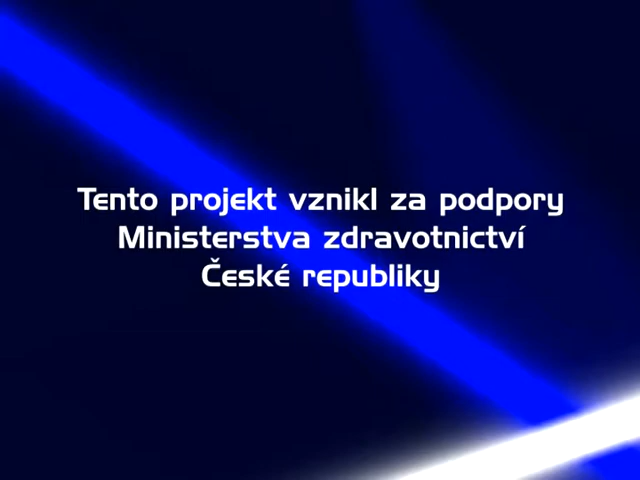 Tento projekt vznikl za podpory
Ministerstva zdravotnictví
České republiky